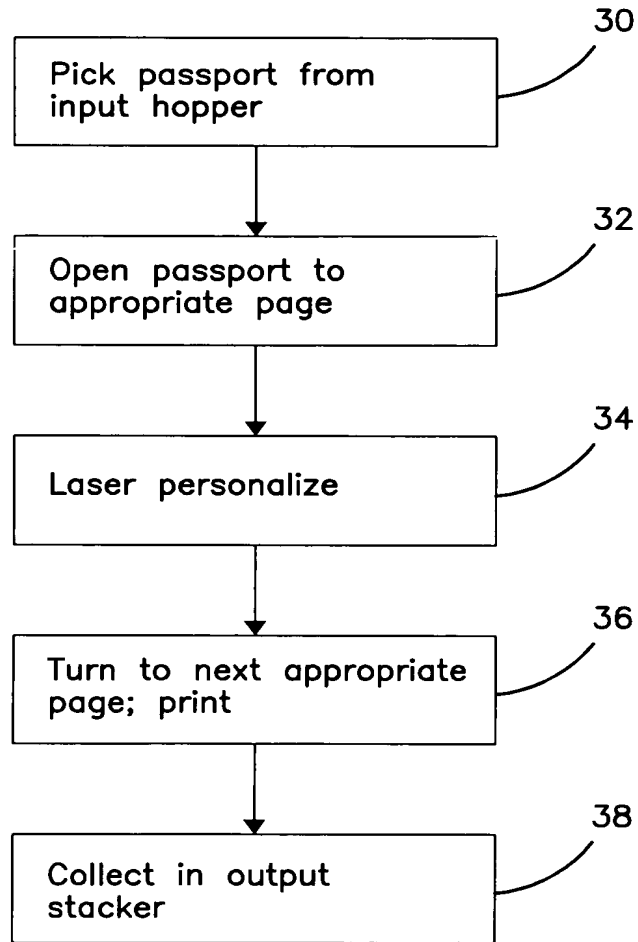 30
Pick passport from
input hopper
32
Open passport to
appropriate page
34
Laser personalize
36
Turn to next appropriate
page; print
38
Collect in output
stacker